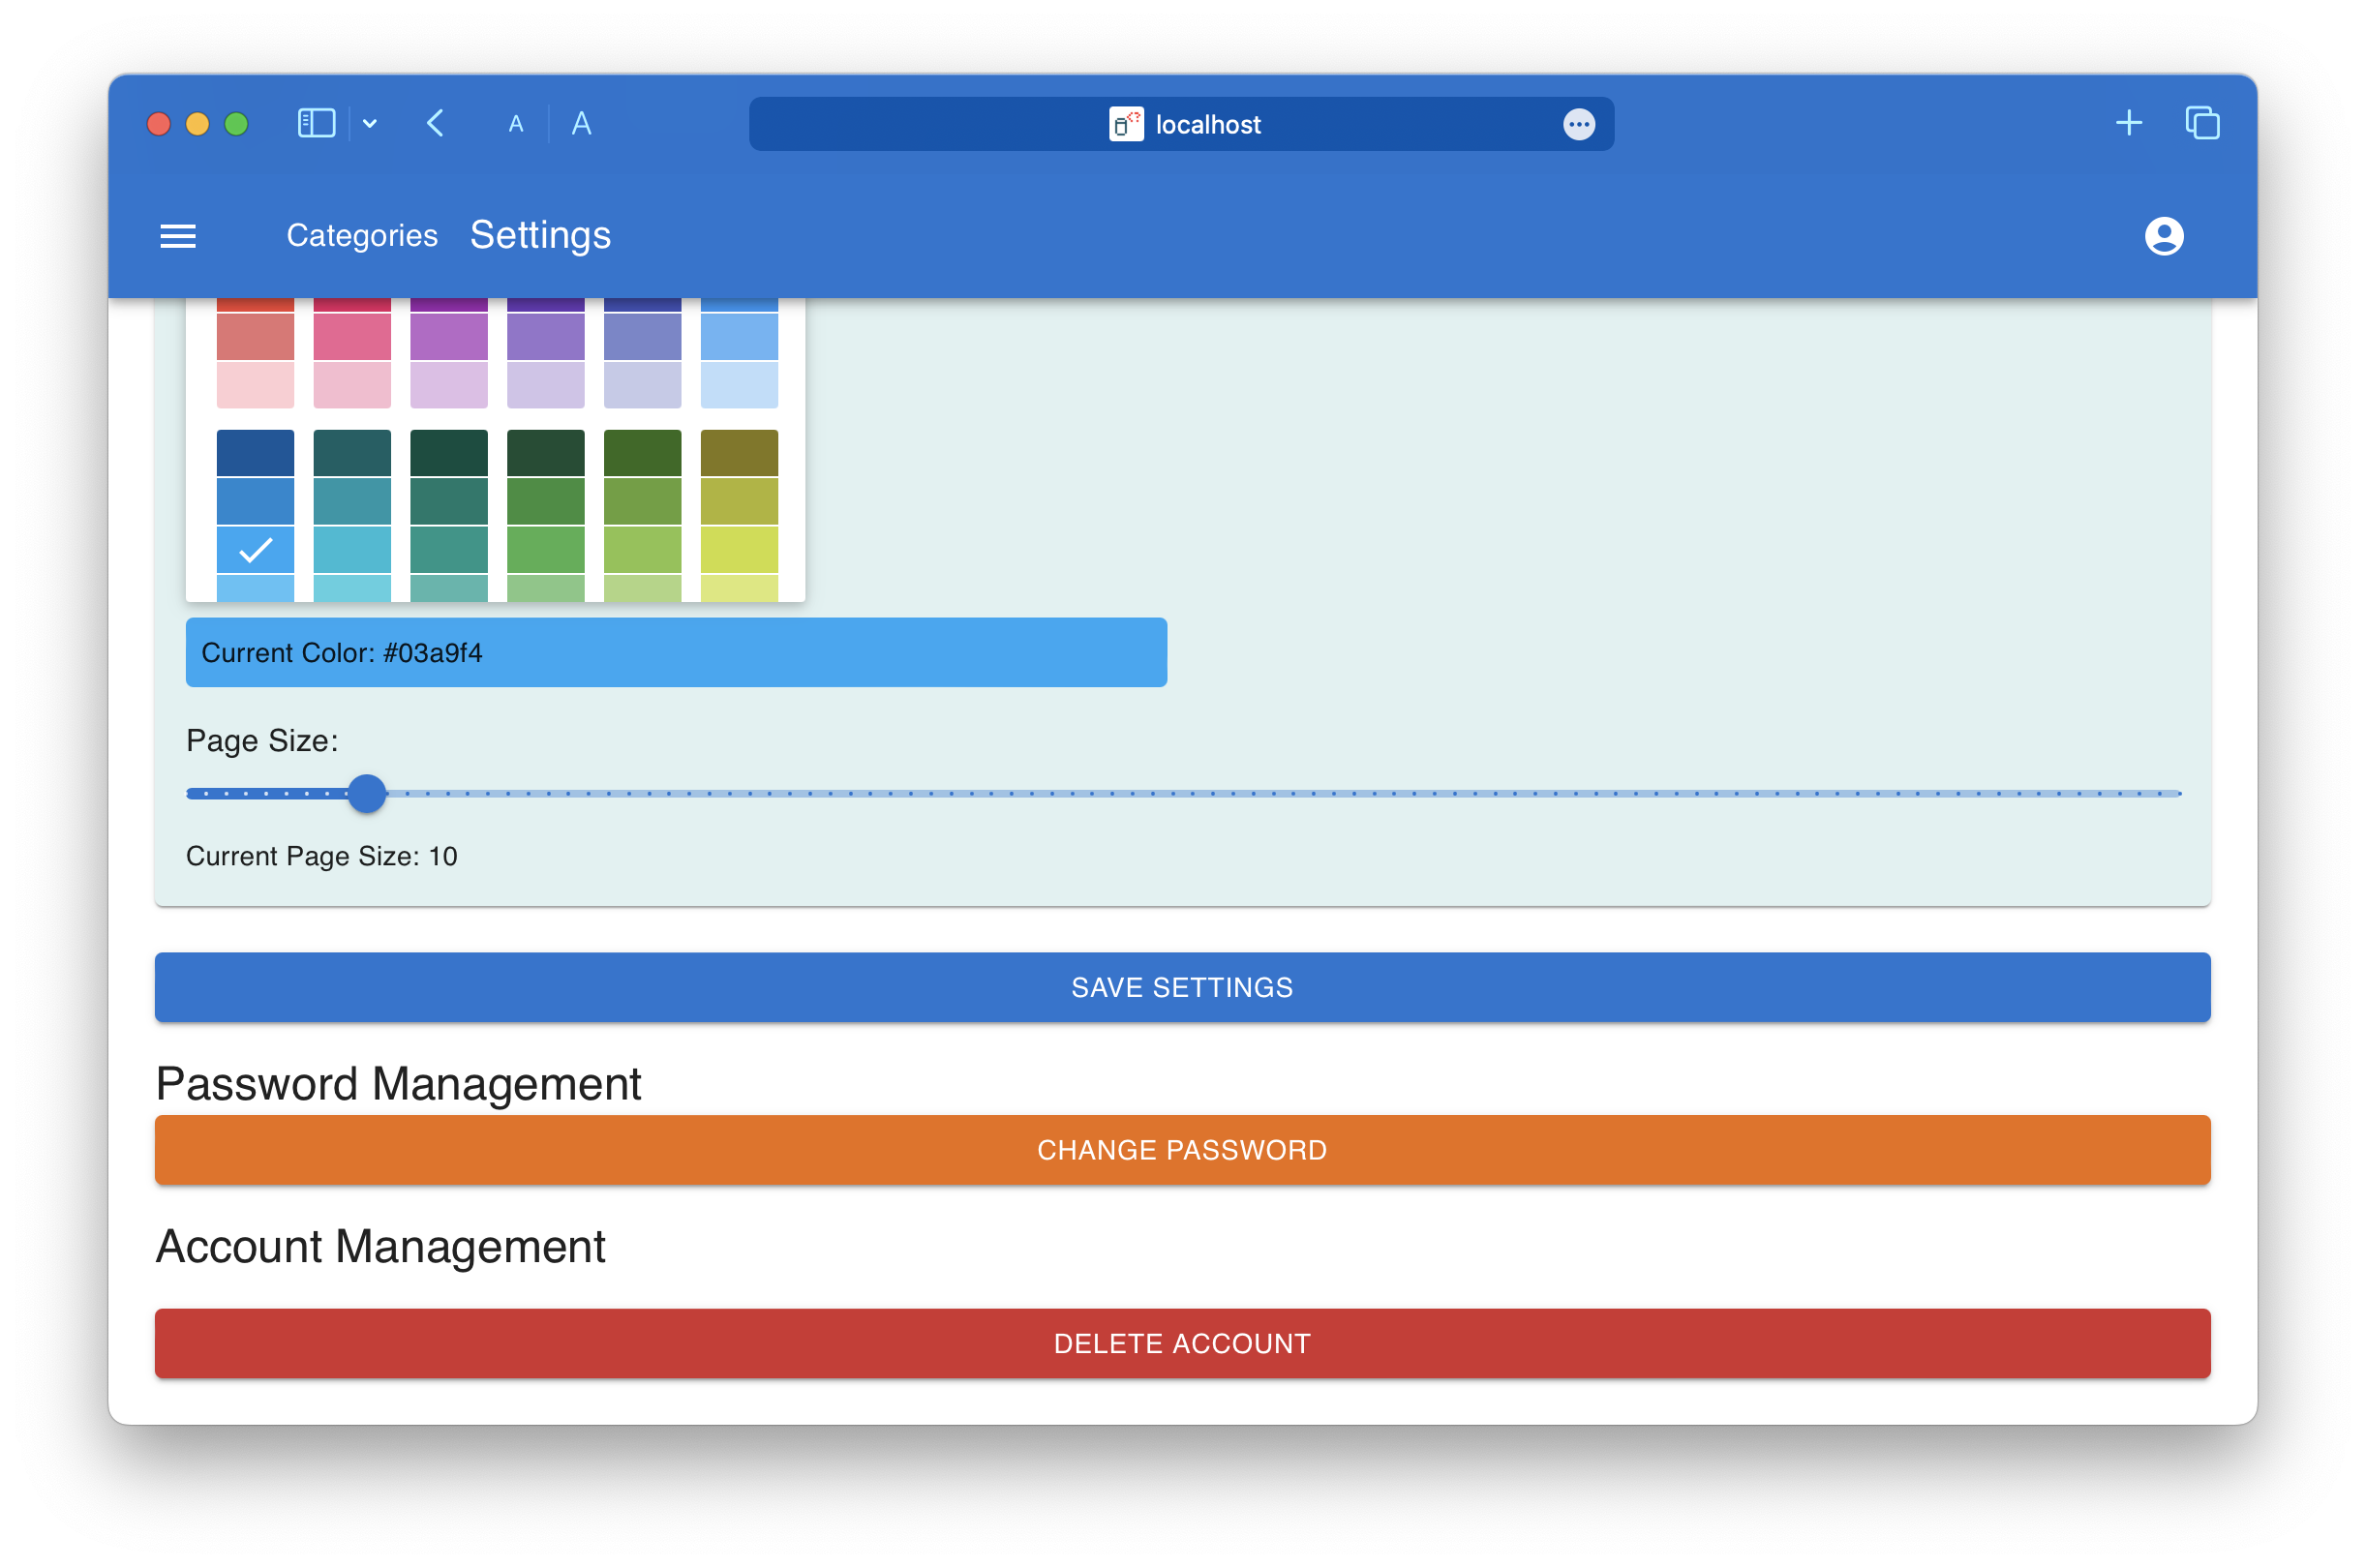 A A
localhost
Categories Settings
Current Color: #03a9f4
Page Size:
Current Page Size: 10
SAVE SETTINGS
Password Management
CHANGE PASSWORD
Account Management
DELETE ACCOUNT